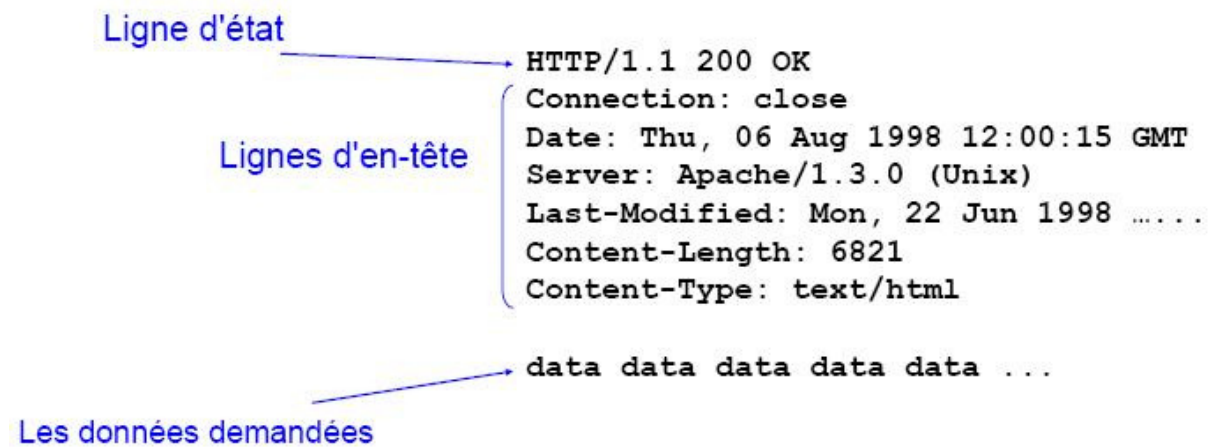 Ligne d'état
HTTP/1.1 200 OK
Connection: close
Date: Thu, 06 Aug 1998 12:00:15 GMT
Lignes d'en-tête
Server: Apache/1.3.0 (Unix)
Last-Modified: Mon, 22 Jun 1998 …...
Content-Length: 6821
Content-Type: text/html
data data data data data ...
Les données demandées